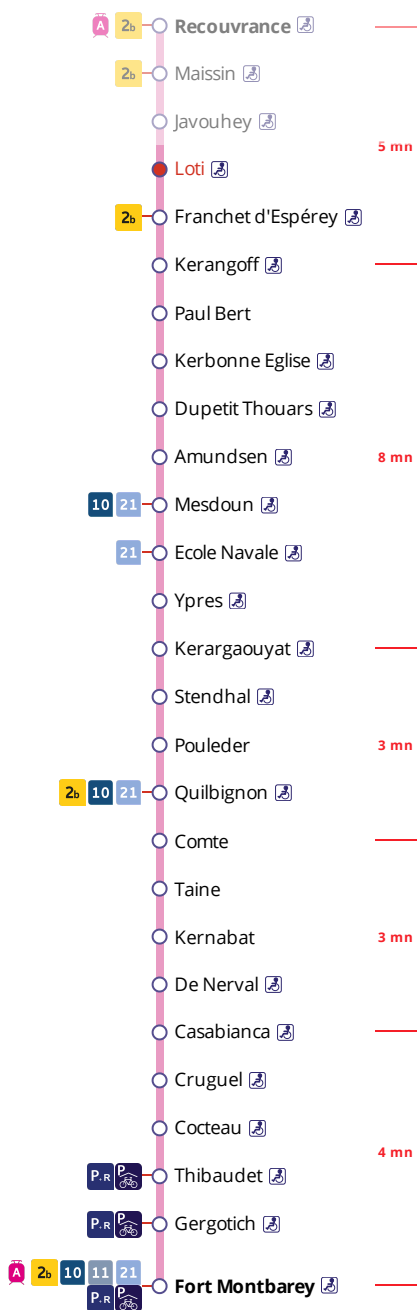 A 2b Recouvrance
2b Maissin
Javouhey
5 mn
Loti
2b Franchet d'Espérey
Kerangoff
Paul Bert
Kerbonne Eglise
Dupetit Thouars
Amundsen
8 mn
10 21 Mesdoun
21 Ecole Navale
Ypres
Kerargaouyat
Stendhal
Pouleder
3 mn
2b 10 21 Quilbignon
Comte
Taine
Kernabat
3 mn
De Nerval
Casabianca
Cruguel
Cocteau
4 mn
P.R P Thibaudet
P.R P Gergotich
A 2b 10 11 21
P.R P Fort Montbarey